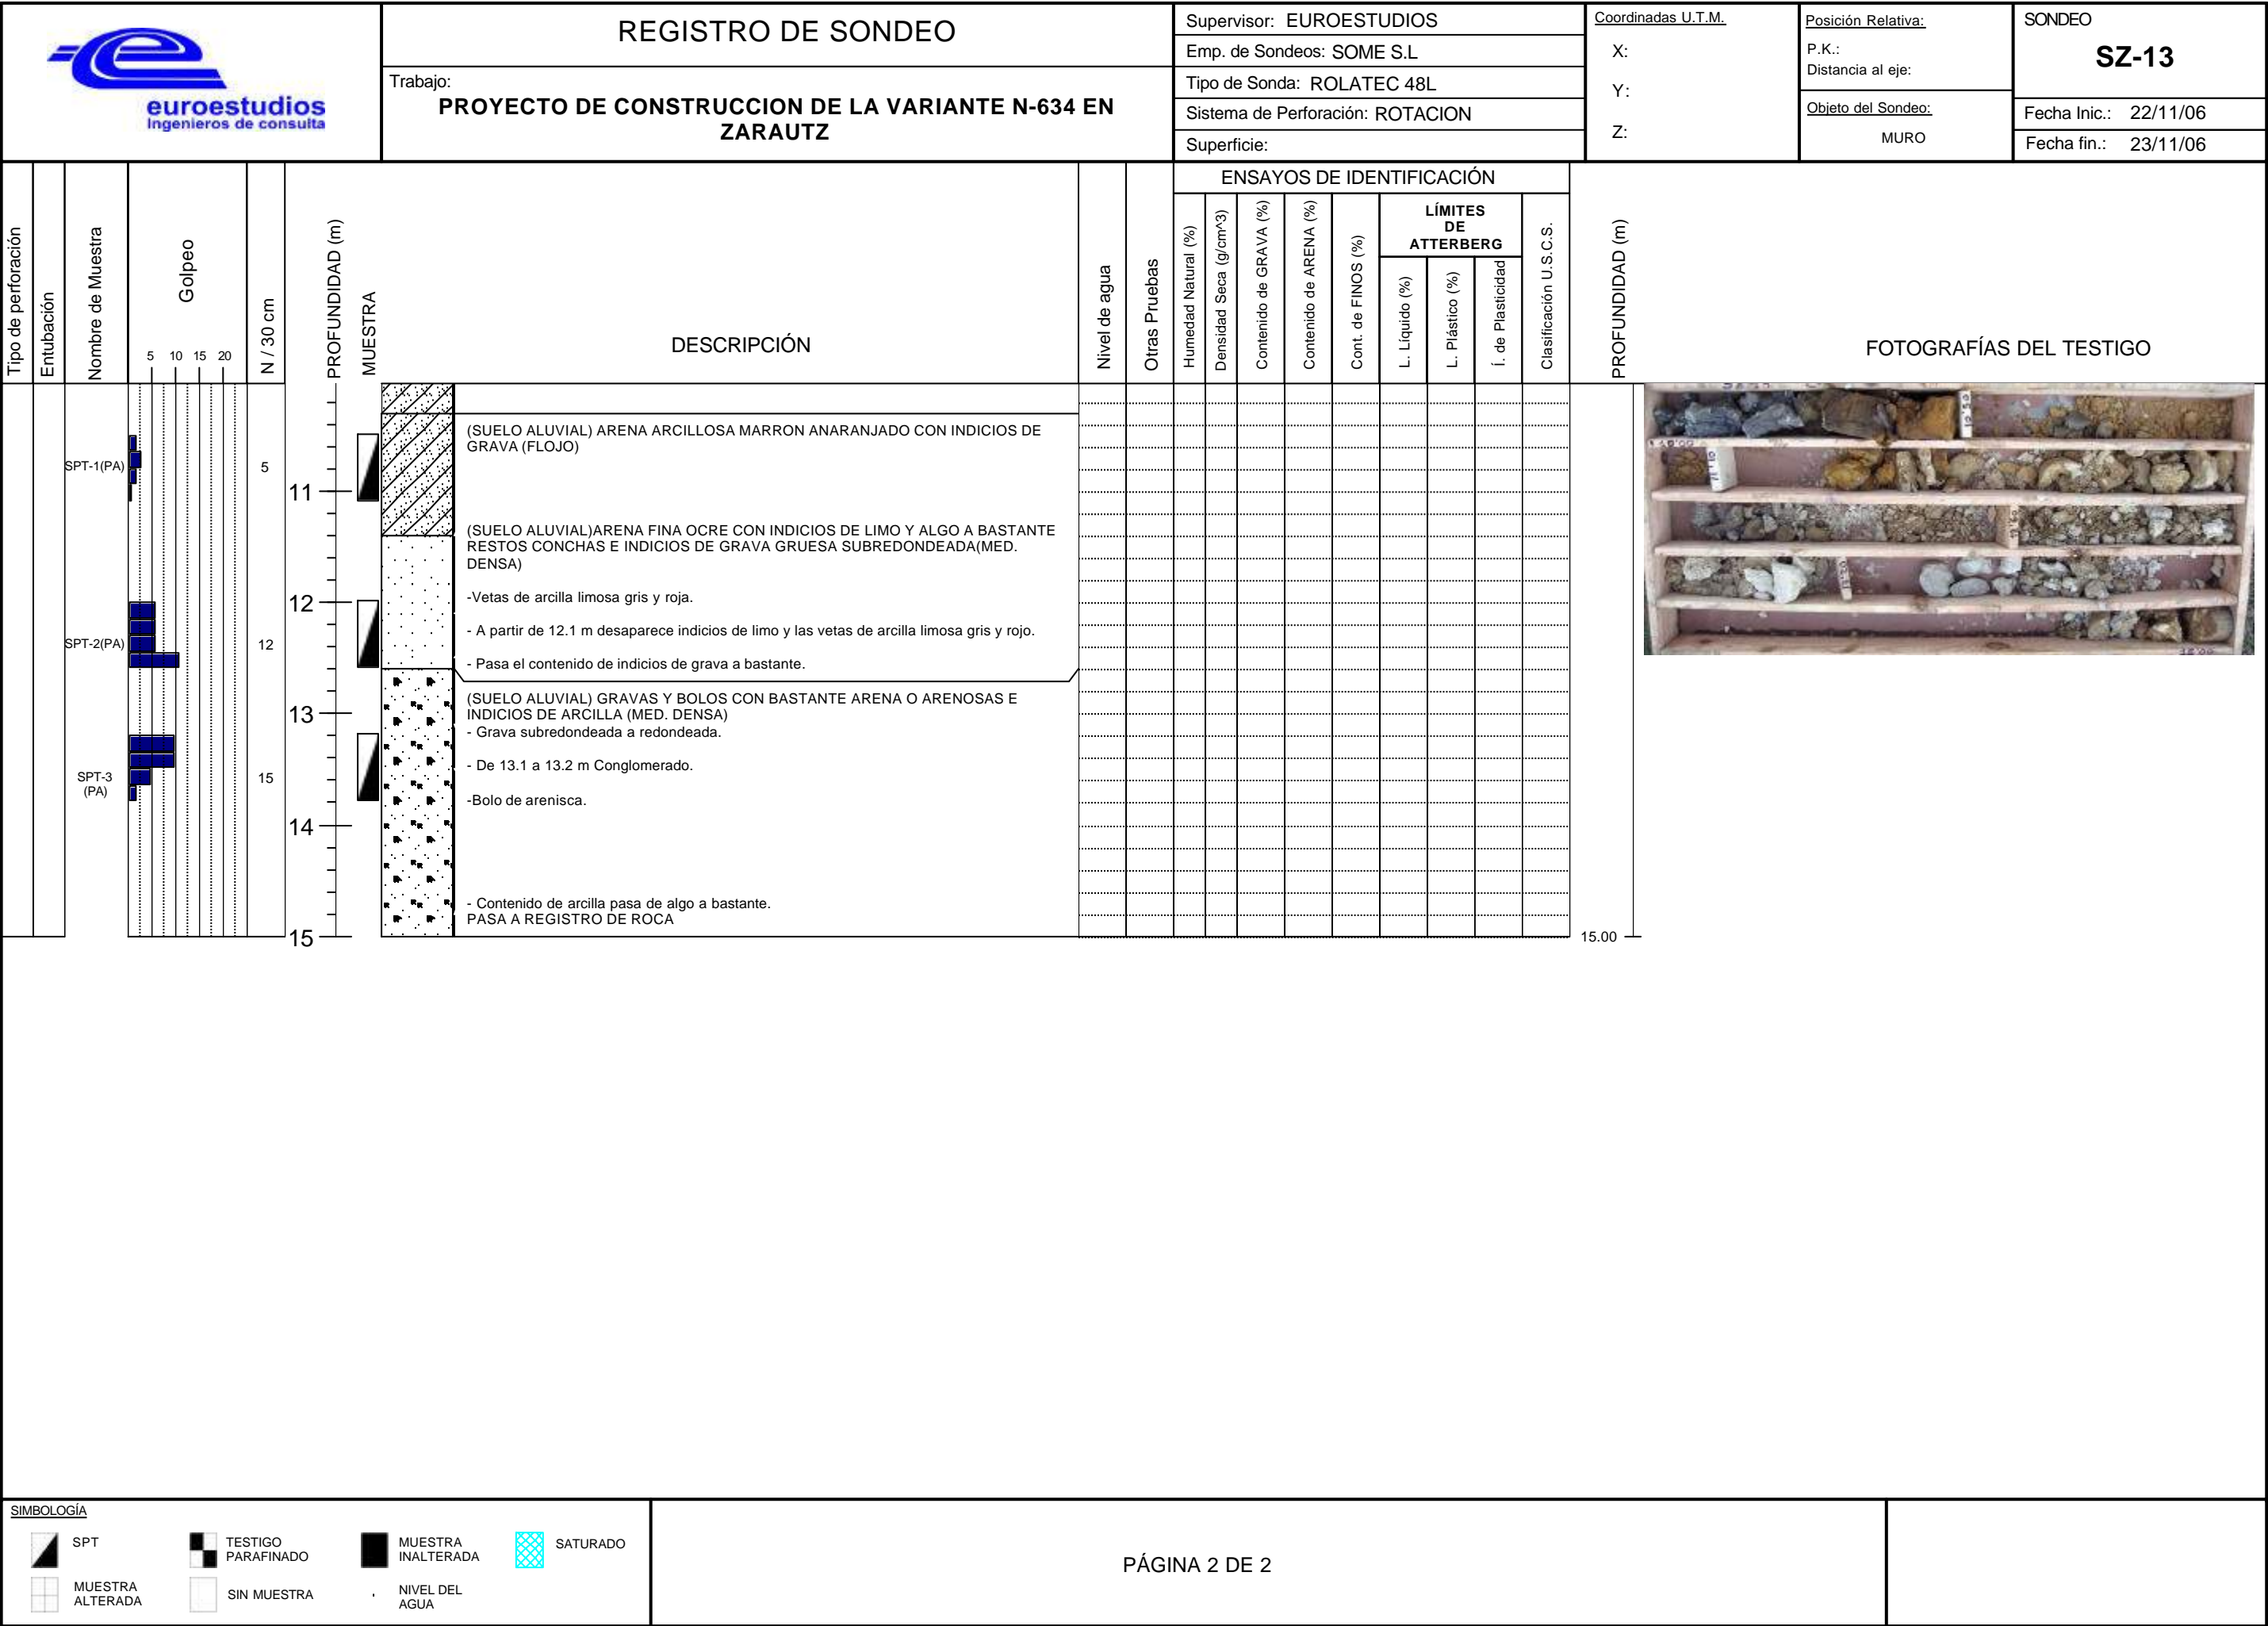 euroestudios
Ingenieros de consulta
REGISTRO DE SONDEO
Trabajo:
PROYECTO DE CONSTRUCCION DE LA VARIANTE N-634 EN
ZARAUTZ
Supervisor: EUROESTUDIOS
Emp. de Sondeos: SOME S.L
Tipo de Sonda: ROLATEC 48L
Sistema de Perforación: ROTACION
Superficie:
Coordinadas U.T.M.
X:
Y:
Z:
Posición Relativa:
P.K.:
Distancia al eje:
Objeto del Sondeo:
MURO
SONDEO
SZ-13
Fecha Inic.: 22/11/06
Fecha fin.: 23/11/06
Tipo de perforación
Entubación
Nombre de Muestra
Golpeo
5 10 15 20
N / 30 cm
PROFUNDIDAD (m)
MUESTRA
DESCRIPCIÓN
Nivel de agua
Otras Pruebas
ENSAYOS DE IDENTIFICACIÓN
Humedad Natural (%)
Densidad Seca (g/cm^3)
Contenido de GRAVA (%)
Contenido de ARENA (%)
Cont. de FINOS (%)
LÍMITES
DE
ATTERBERG
L. Líquido (%)
L. Plástico (%)
Í. de Plasticidad
Clasificación U.S.C.S.
PROFUNDIDAD (m)
FOTOGRAFÍAS DEL TESTIGO
(SUELO ALUVIAL) ARENA ARCILLOSA MARRON ANARANJADO CON INDICIOS DE
GRAVA (FLOJO)
SPT-1(PA)
5
11
(SUELO ALUVIAL)ARENA FINA OCRE CON INDICIOS DE LIMO Y ALGO A BASTANTE
RESTOS CONCHAS E INDICIOS DE GRAVA GRUESA SUBREDONDEADA(MED.
DENSA)
-Vetas de arcilla limosa gris y roja.
12
- A partir de 12.1 m desaparece indicios de limo y las vetas de arcilla limosa gris y rojo.
SPT-2(PA)
12
- Pasa el contenido de indicios de grava a bastante.
(SUELO ALUVIAL) GRAVAS Y BOLOS CON BASTANTE ARENA O ARENOSAS E
INDICIOS DE ARCILLA (MED. DENSA)
13
- Grava subredondeada a redondeada.
- De 13.1 a 13.2 m Conglomerado.
SPT-3
(PA)
15
-Bolo de arenisca.
14
- Contenido de arcilla pasa de algo a bastante.
PASA A REGISTRO DE ROCA
15
15.00
SIMBOLOGÍA
SPT
TESTIGO
PARAFINADO
MUESTRA
INALTERADA
SATURADO
MUESTRA
ALTERADA
SIN MUESTRA
NIVEL DEL
AGUA
PÁGINA 2 DE 2